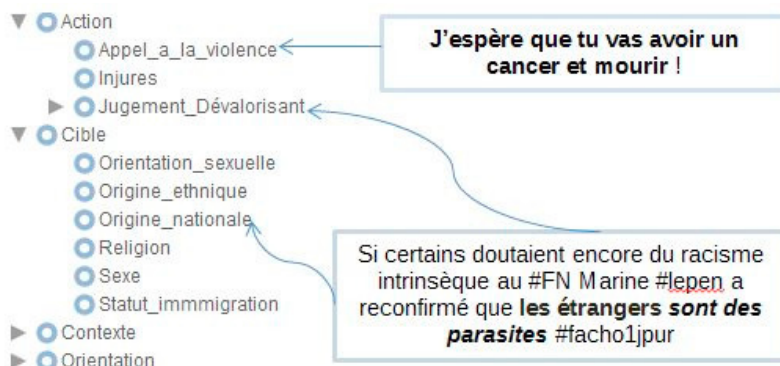 Action
Appel_a_la_violence
Injures
Jugement_Dévalorisant
Cible
Orientation_sexuelle
Origine_ethnique
Origine_nationale
Religion
Sexe
Statut_immmigration
Contexte
Orientation
J’espère que tu vas avoir un
cancer et mourir !
Si certains doutaient encore du racisme
intrinsèque au #FN Marine #lepen a
reconfirmé que les étrangers sont des
parasites #facho1jpur